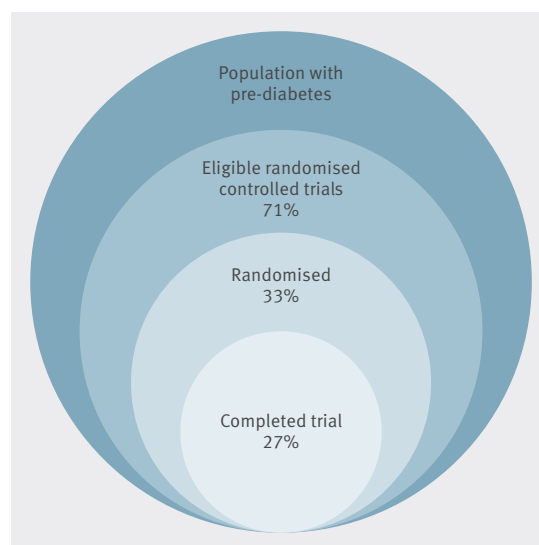 Population with
pre-diabetes
Eligible randomised
controlled trials
71%
Randomised
33%
Completed trial
27%